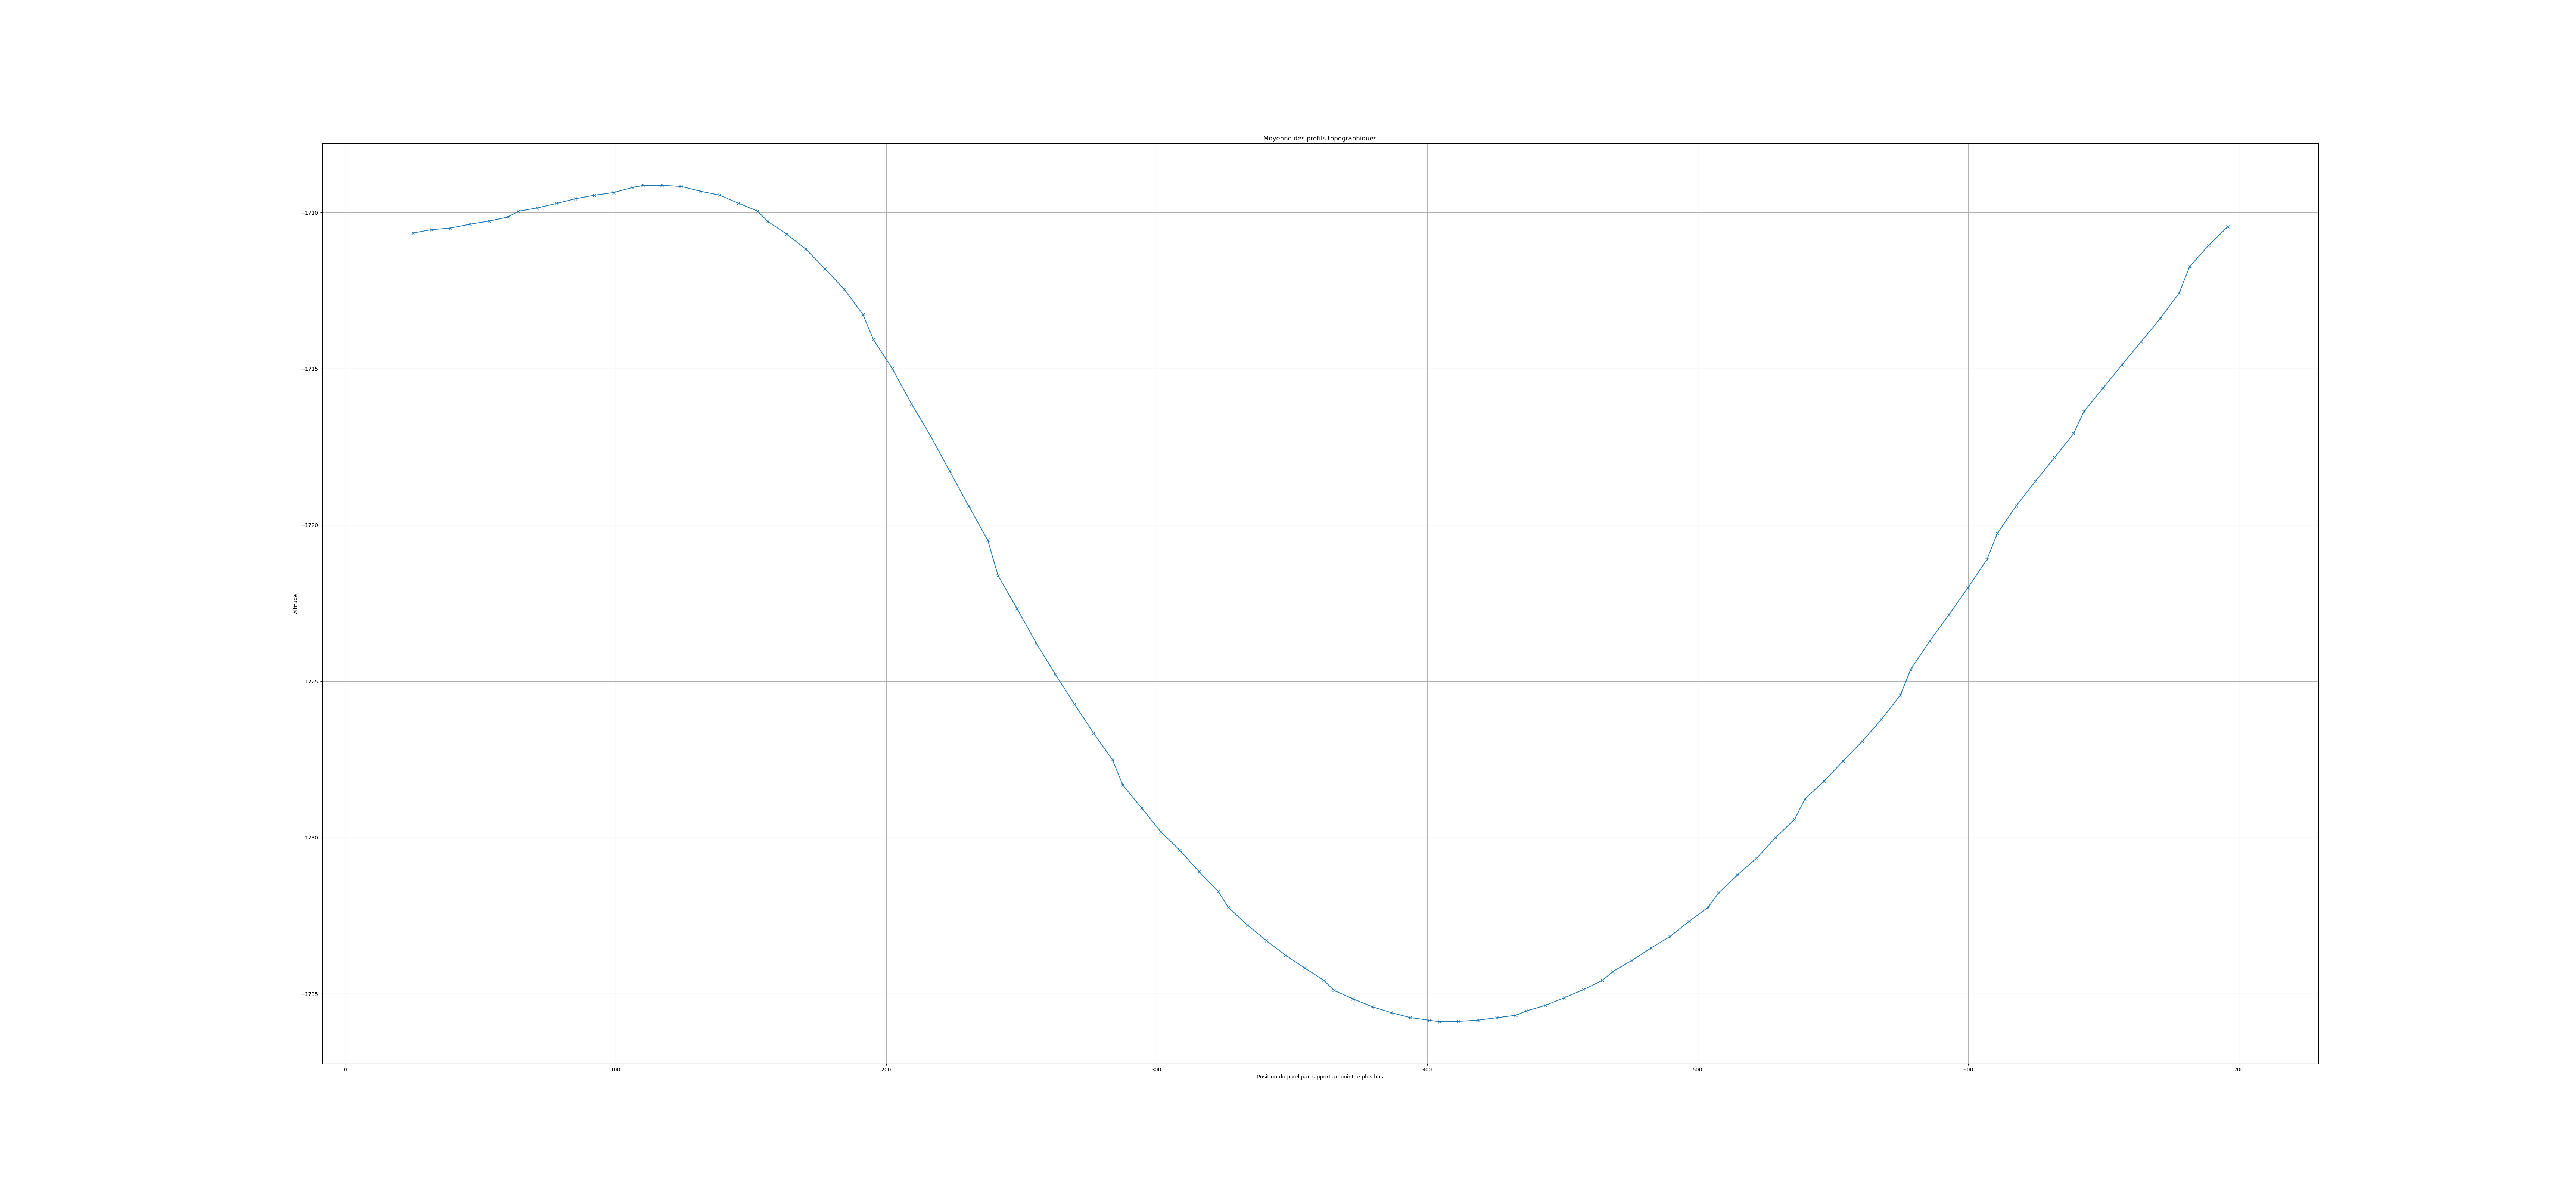 Moyenne des profils topographiques
−1710
−1715
−1720
−1725
−1730
−1735
Altitude
0 100 200 300 400 500 600 700
Position du pixel par rapport au point le plus bas